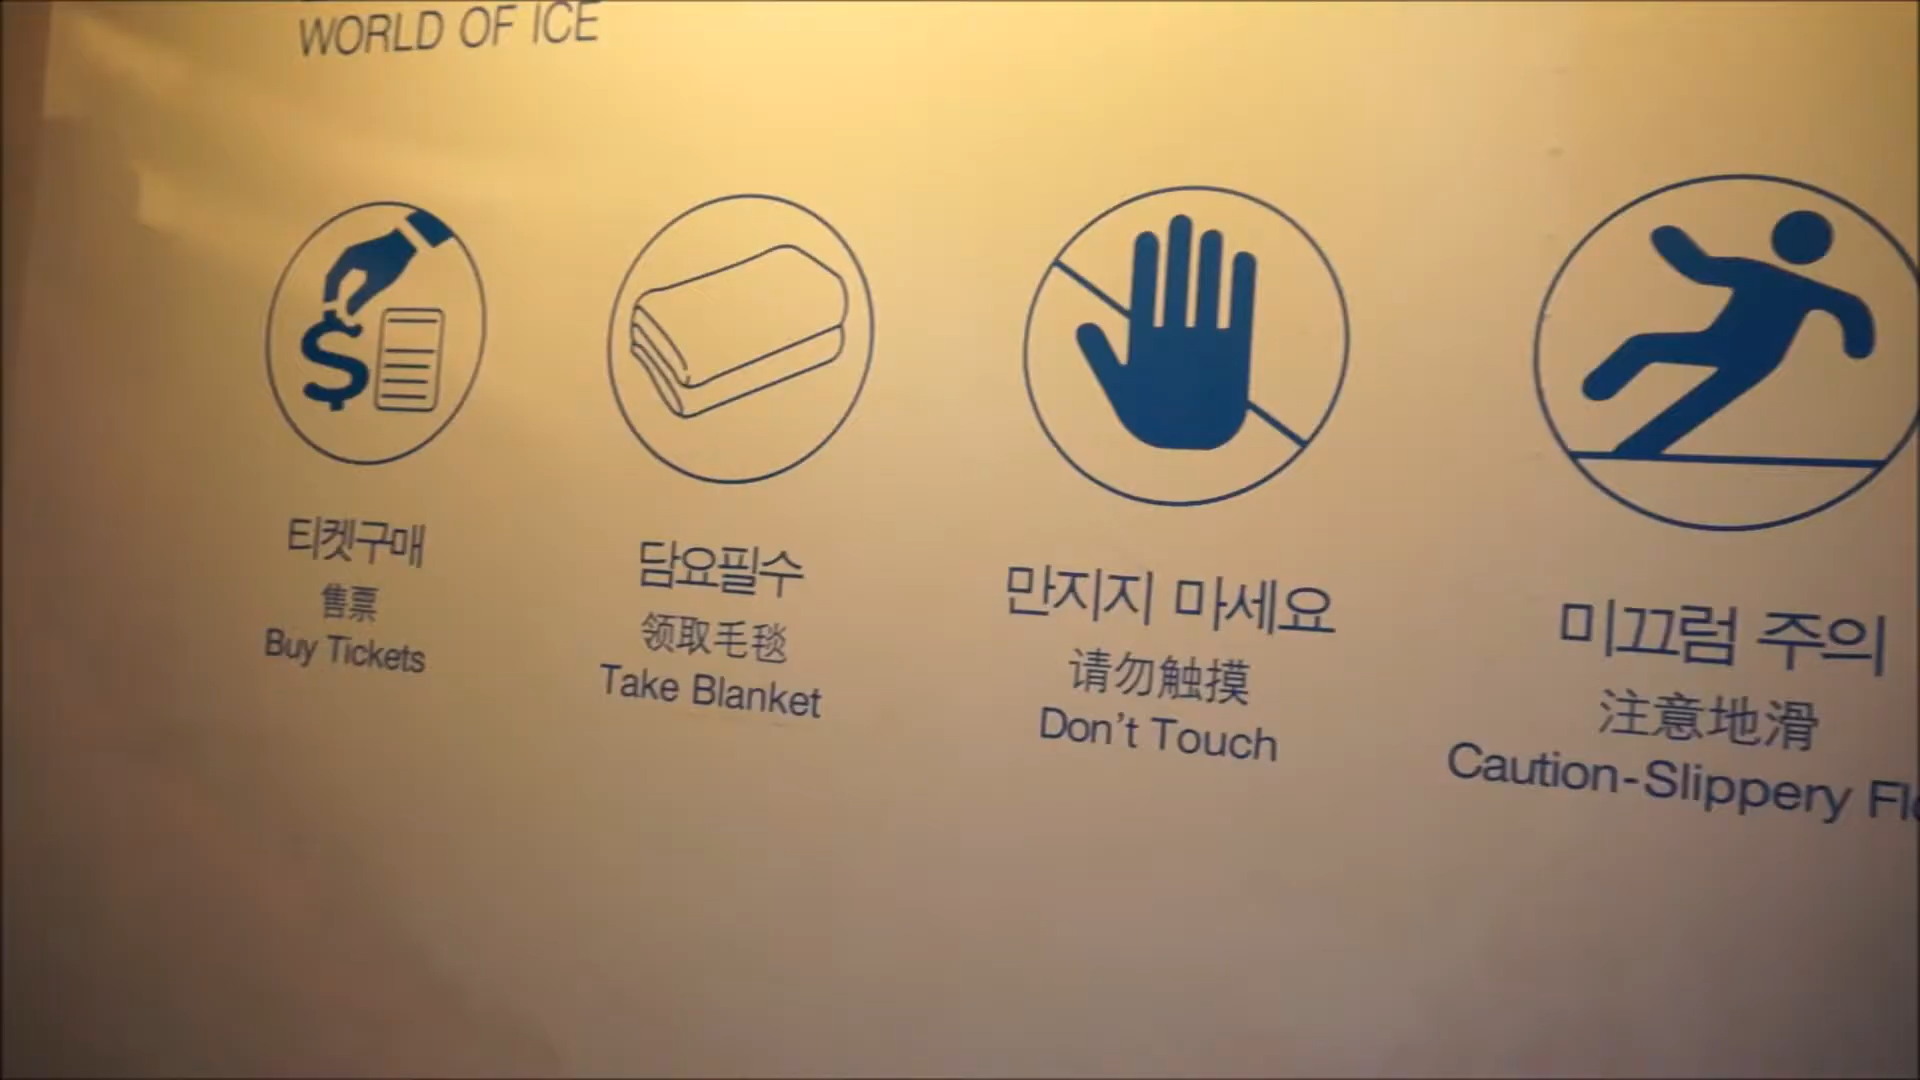 WORLD OF ICE
티켓구매
售票
Buy Tickets
담요필수
领取毛毯
Take Blanket
만지지 마세요
请勿触摸
Don't Touch
미끄럼 주의
注意地滑
Caution-Slippery